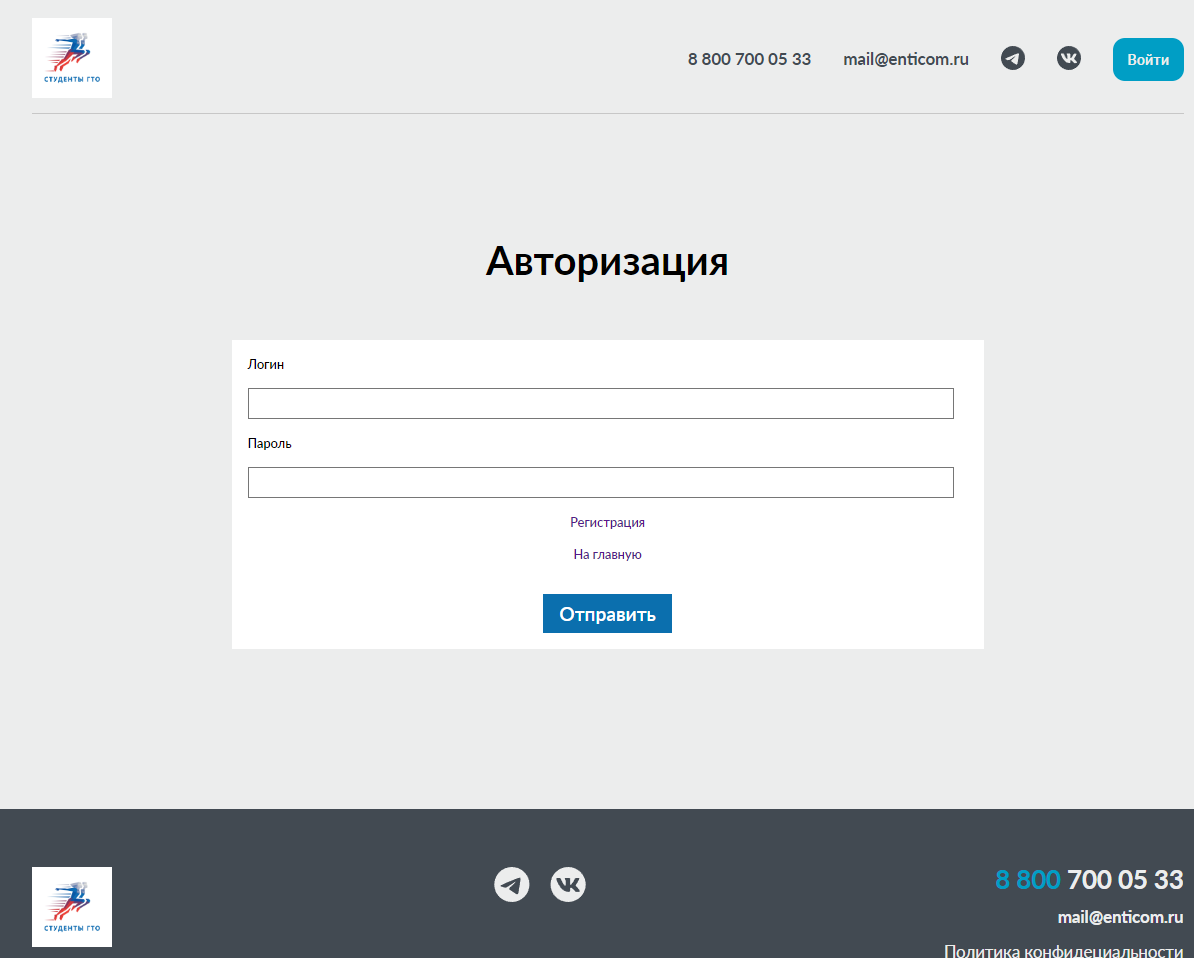 СТУДЕНТЫ ГТО
8 800 700 05 33
mail@enticom.ru
Войти
Авторизация
Логин
Пароль
Регистрация
На главную
Отправить
СТУДЕНТЫ ГТО
8 800 700 05 33
mail@enticom.ru
Политика конфидециальности